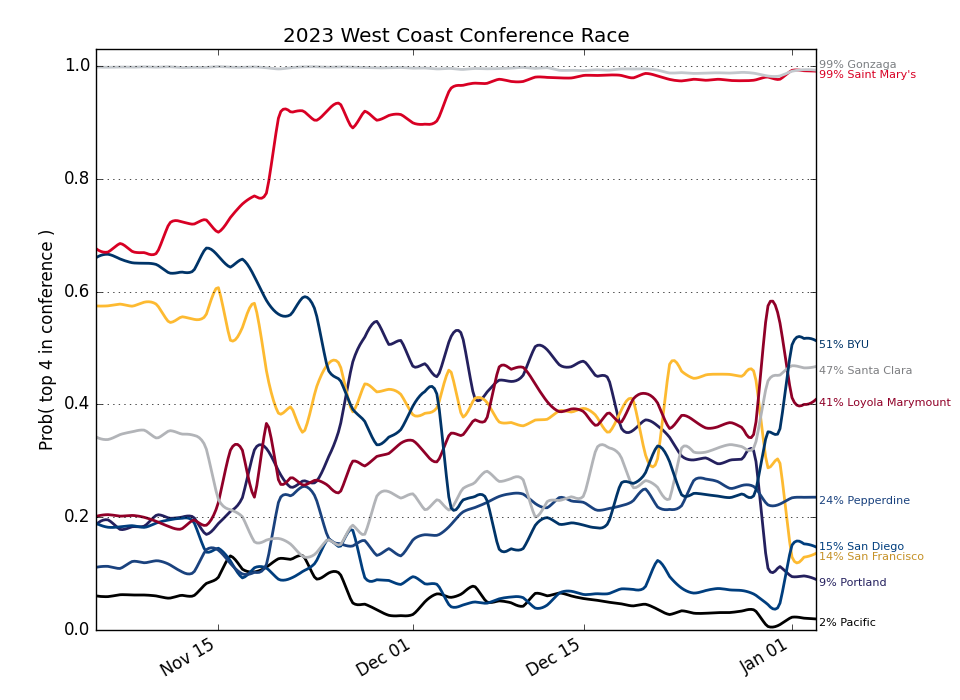 2023 West Coast Conference Race
Prob( top 4 in conference )
1.0
0.8
0.6
0.4
0.2
0.0
99% Gonzaga
99% Saint Mary's
51% BYU
47% Santa Clara
41% Loyola Marymount
24% Pepperdine
15% San Diego
14% San Francisco
9% Portland
2% Pacific
Nov 15
Dec 01
Dec 15
Jan 01